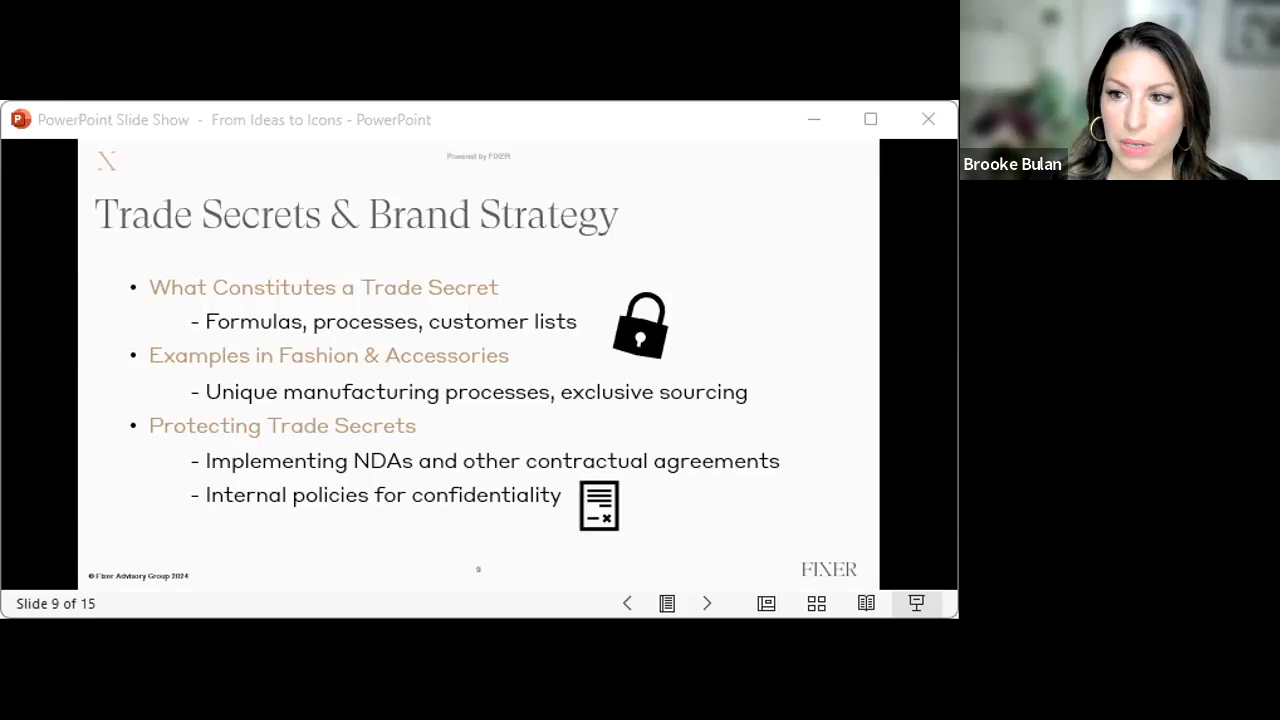 PowerPoint Slide Show - From Ideas to Icons - PowerPoint
Brooke Bulan
X
Powered by FIXER
Trade Secrets & Brand Strategy
• What Constitutes a Trade Secret
- Formulas, processes, customer lists
• Examples in Fashion & Accessories
- Unique manufacturing processes, exclusive sourcing
• Protecting Trade Secrets
- Implementing NDAs and other contractual agreements
- Internal policies for confidentiality
© Fixer Advisory Group 2024
9
FIXER
Slide 9 of 15